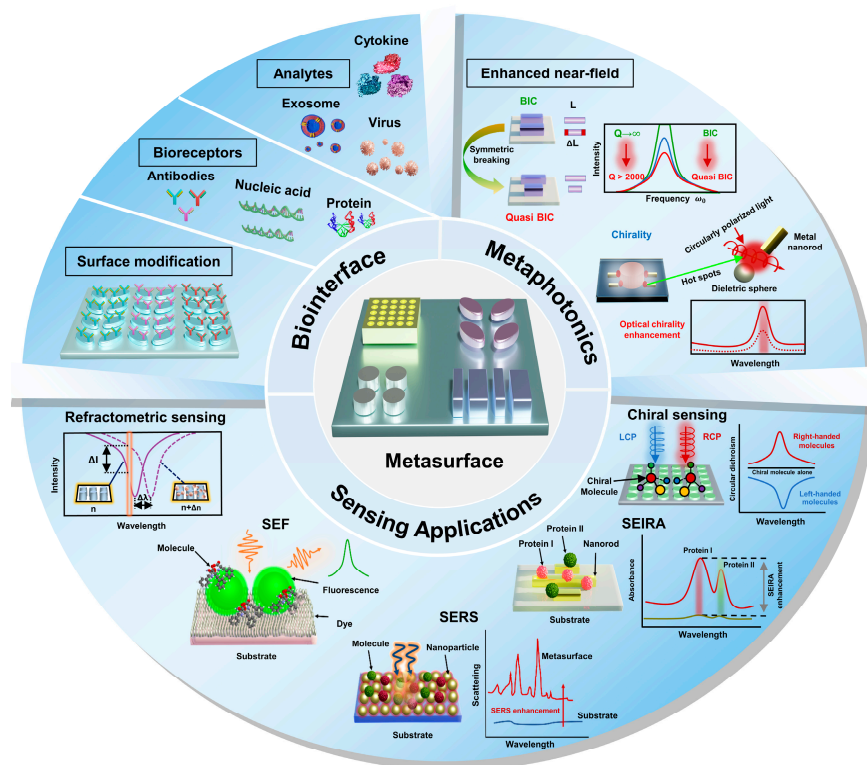 Analytes
Cytokine
Exosome
Virus
Bioreceptors
Antibodies
Nucleic acid
Protein
Surface modification
Biointerface
Enhanced near-field
BIC
L
ΔL
Symmetric
breaking
Quasi BIC
Intensity
Q→∞
BIC
Q > 2000
Quasi BIC
Frequency ω₀
Chirality
Circularly polarized light
Metal
nanorod
Hot spots
Dieletric sphere
Optical chirality
enhancement
Metaphotonics
Metasurface
Sensing Applications
Refractometric sensing
Intensity
ΔI
Δλ
n
n+Δn
Wavelength
SEF
Molecule
Fluorescence
Dye
Substrate
SERS
Molecule
Nanoparticle
Substrate
Scattering
Metasurface
SERS enhancement
Substrate
Wavelength
SEIRA
Protein II
Protein I
Nanorod
Substrate
Absorbance
Protein I
Protein II
SEIRA
enhancement
Wavelength
Chiral sensing
LCP
RCP
Chiral
Molecule
Circular dichroism
Right-handed
molecules
Chiral molecule alone
Left-handed
molecules
Wavelength